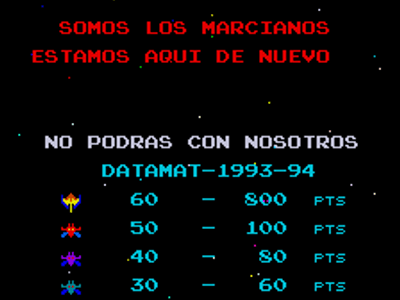 SOMOS LOS MARCIANOS
ESTAMOS AQUI DE NUEVO
NO PODRAS CON NOSOTROS
DATAMAT-1993-94
60 - 800 PTS
50 - 100 PTS
40 - 80 PTS
30 - 60 PTS